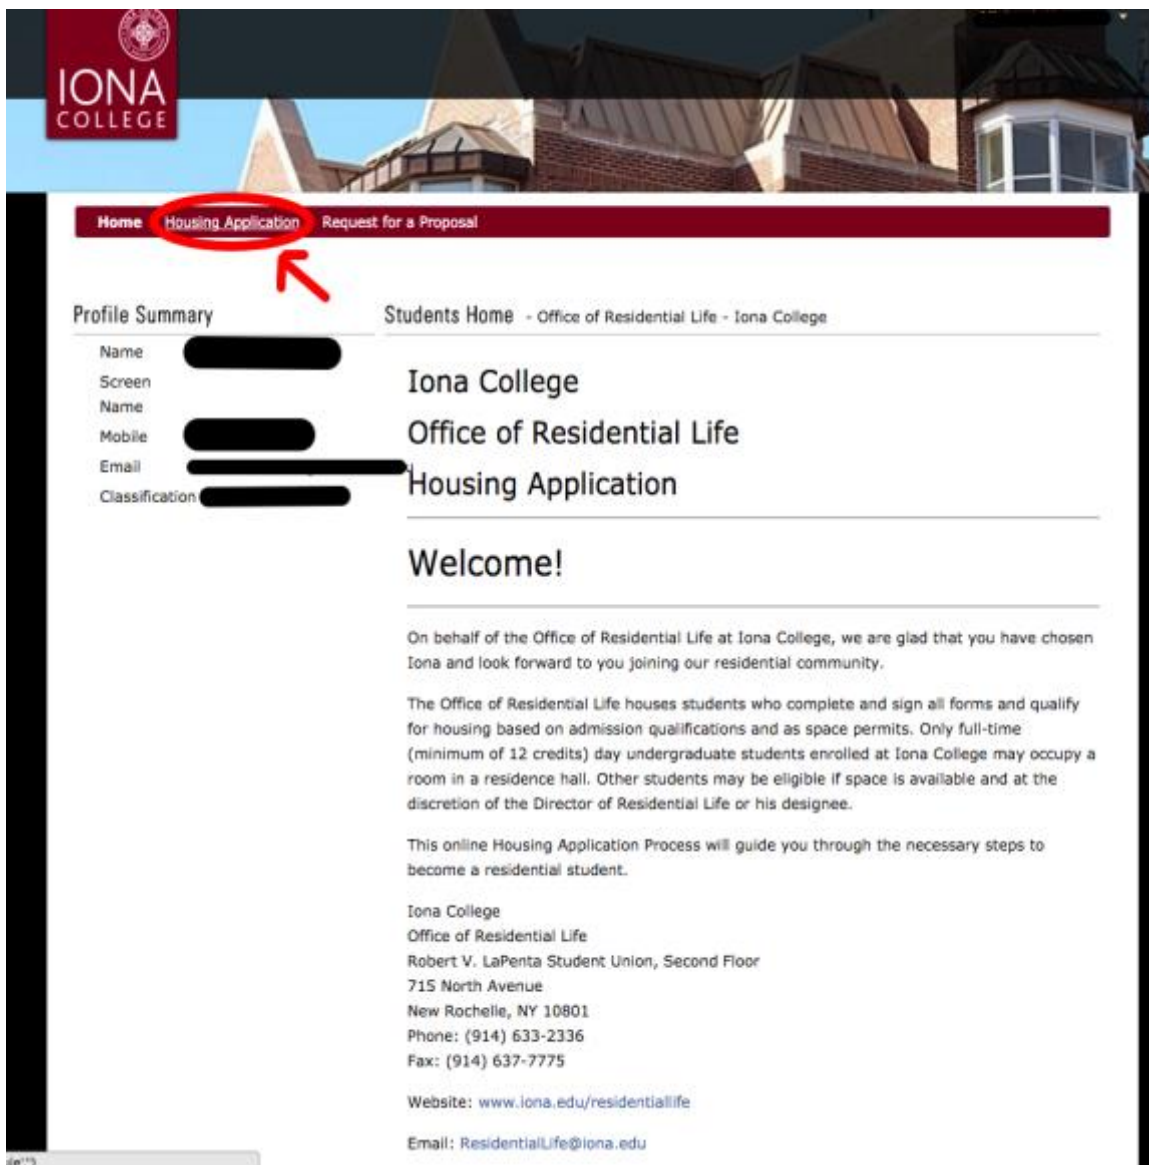 IONA
COLLEGE
Home Housing Application Request for a Proposal
Profile Summary
Name
Screen
Name
Mobile
Email
Classification
Students Home - Office of Residential Life - Iona College
Iona College
Office of Residential Life
Housing Application
Welcome!
On behalf of the Office of Residential Life at Iona College, we are glad that you have chosen
Iona and look forward to you joining our residential community.
The Office of Residential Life houses students who complete and sign all forms and qualify
for housing based on admission qualifications and as space permits. Only full-time
(minimum of 12 credits) day undergraduate students enrolled at Iona College may occupy a
room in a residence hall. Other students may be eligible if space is available and at the
discretion of the Director of Residential Life or his designee.
This online Housing Application Process will guide you through the necessary steps to
become a residential student.
Iona College
Office of Residential Life
Robert V. LaPenta Student Union, Second Floor
715 North Avenue
New Rochelle, NY 10801
Phone: (914) 633-2336
Fax: (914) 637-7775
Website: www.iona.edu/residentiallife
Email: ResidentialLife@iona.edu